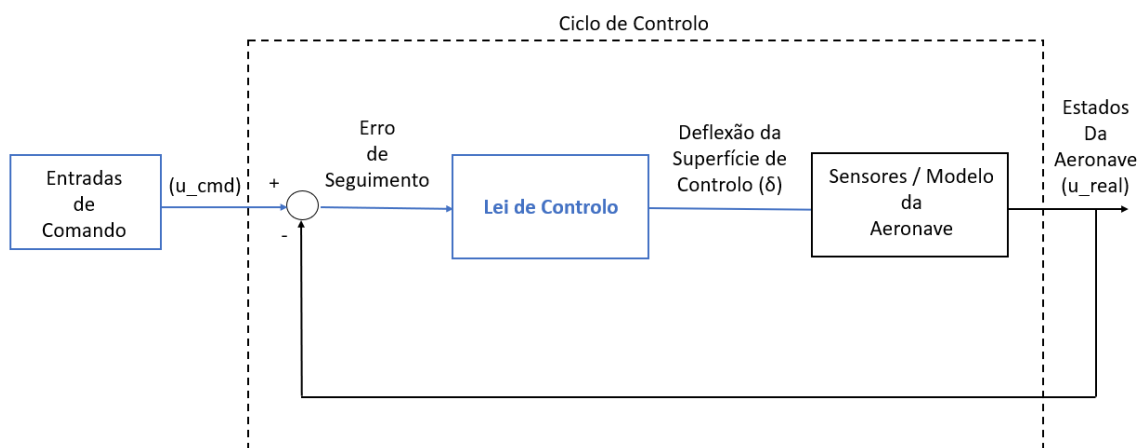 Ciclo de Controlo
Entradas
de
Comando
(u_cmd)
+
-
Erro
de
Seguimento
Lei de Controlo
Deflexão da
Superfície de
Controlo (δ)
Sensores / Modelo
da
Aeronave
Estados
Da
Aeronave
(u_real)